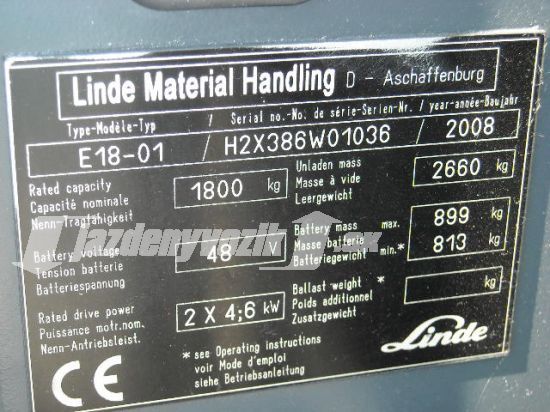 Linde Material Handling D - Aschaffenburg
Type-Modèle-Typ / Serial no.-No. de série-Serien-Nr. / year-année-Baujahr
E18-01 / H2X386W01036 / 2008
Rated capacity
Capacité nominale
Nenn-Tragfähigkeit
1800 kg
Unladen mass
Masse à vide
Leergewicht
2660 kg
Battery voltage
Tension batterie
Batteriespannung
48 V
Battery mass max.
Masse batterie
Batteriegewicht min.*
899 kg
813 kg
Rated drive power
Puissance motr.nom.
Nenn-Antriebsleist.
2 X 4;6 kW
Ballast weight *
Poids additionnel
Zusatzgewicht
kg
* see Operating instructions
voir Mode d'emploi
siehe Betriebsanleitung
CE
Linde